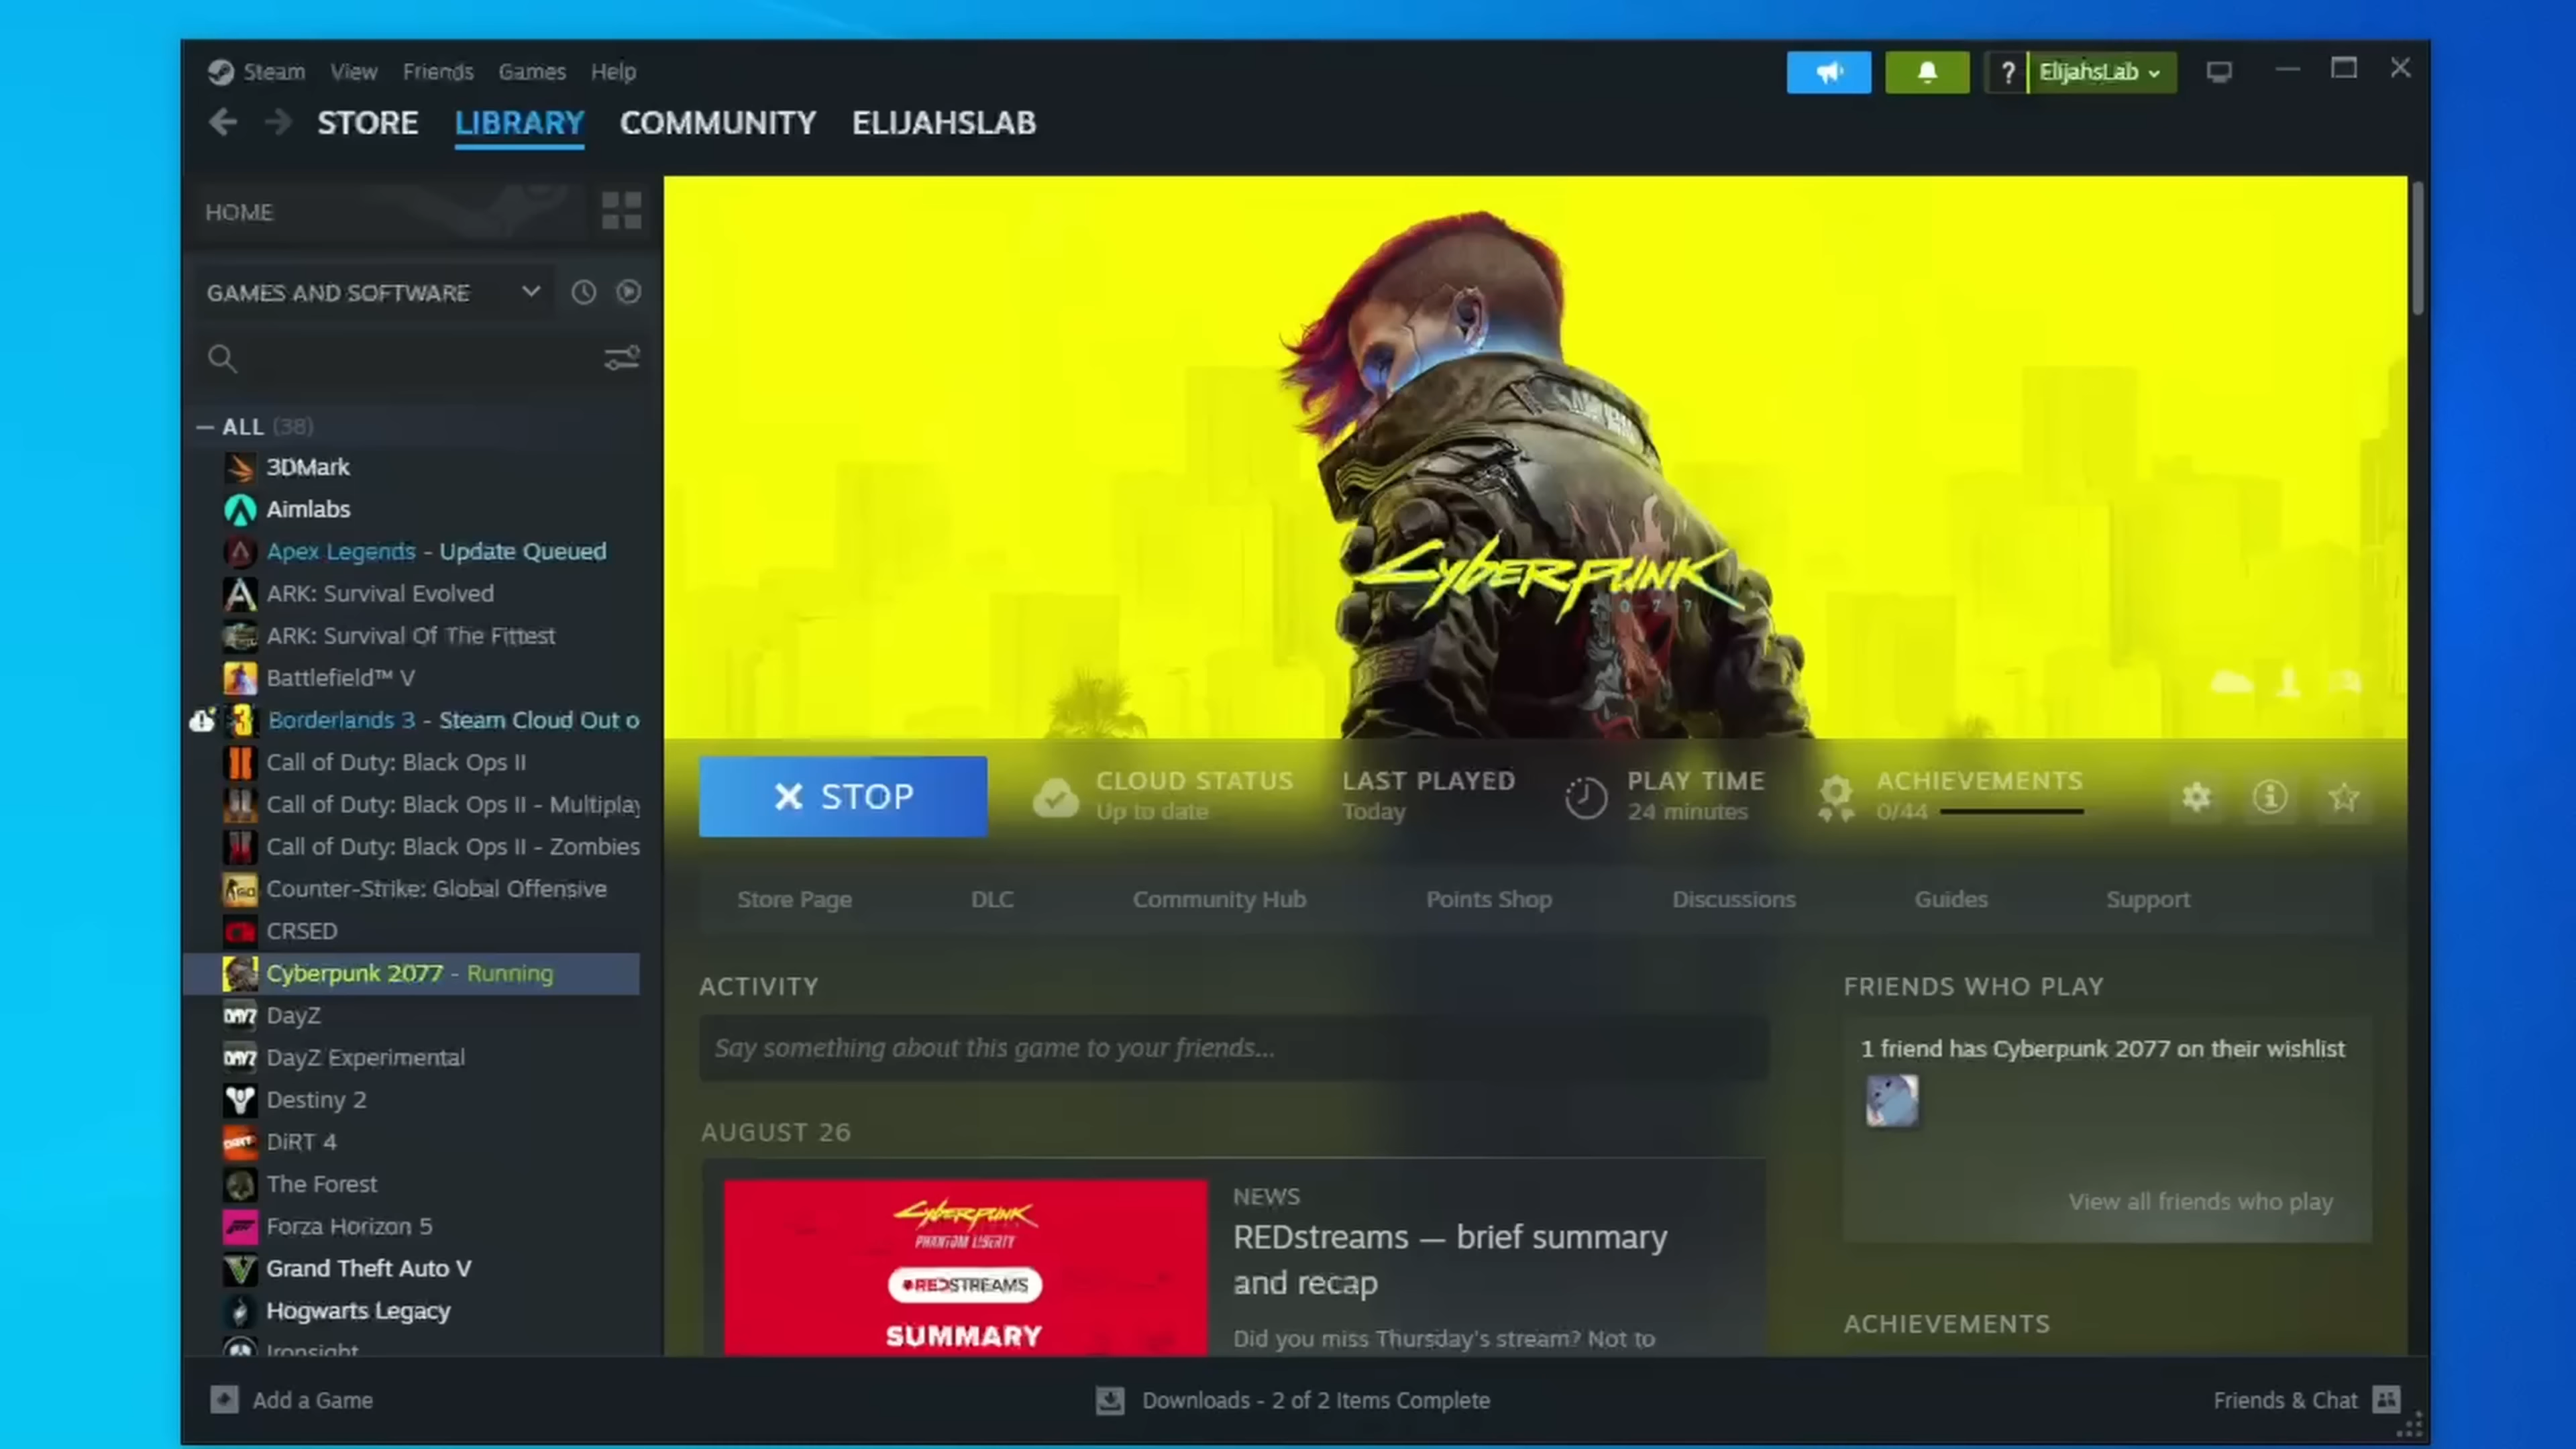 Steam View Friends Games Help
? ElijahsLab
STORE LIBRARY COMMUNITY ELIJAHSLAB
HOME
GAMES AND SOFTWARE
ALL (38)
3DMark
Aimlabs
Apex Legends - Update Queued
ARK: Survival Evolved
ARK: Survival Of The Fittest
Battlefield™ V
Borderlands 3 - Steam Cloud Out o
Call of Duty: Black Ops II
Call of Duty: Black Ops II - Multiplay
Call of Duty: Black Ops II - Zombies
Counter-Strike: Global Offensive
CRSED
Cyberpunk 2077 - Running
DayZ
DayZ Experimental
Destiny 2
DiRT 4
The Forest
Forza Horizon 5
Grand Theft Auto V
Hogwarts Legacy
Ironsight
CYBERPUNK
2077
STOP
CLOUD STATUS
Up to date
LAST PLAYED
Today
PLAY TIME
24 minutes
ACHIEVEMENTS
0/44
Store Page DLC Community Hub Points Shop Discussions Guides Support
ACTIVITY
Say something about this game to your friends...
AUGUST 26
CYBERPUNK
PHANTOM LIBERTY
REDSTREAMS
SUMMARY
NEWS
REDstreams — brief summary
and recap
Did you miss Thursday's stream? Not to
FRIENDS WHO PLAY
1 friend has Cyberpunk 2077 on their wishlist
View all friends who play
ACHIEVEMENTS
Add a Game
Downloads - 2 of 2 Items Complete
Friends & Chat